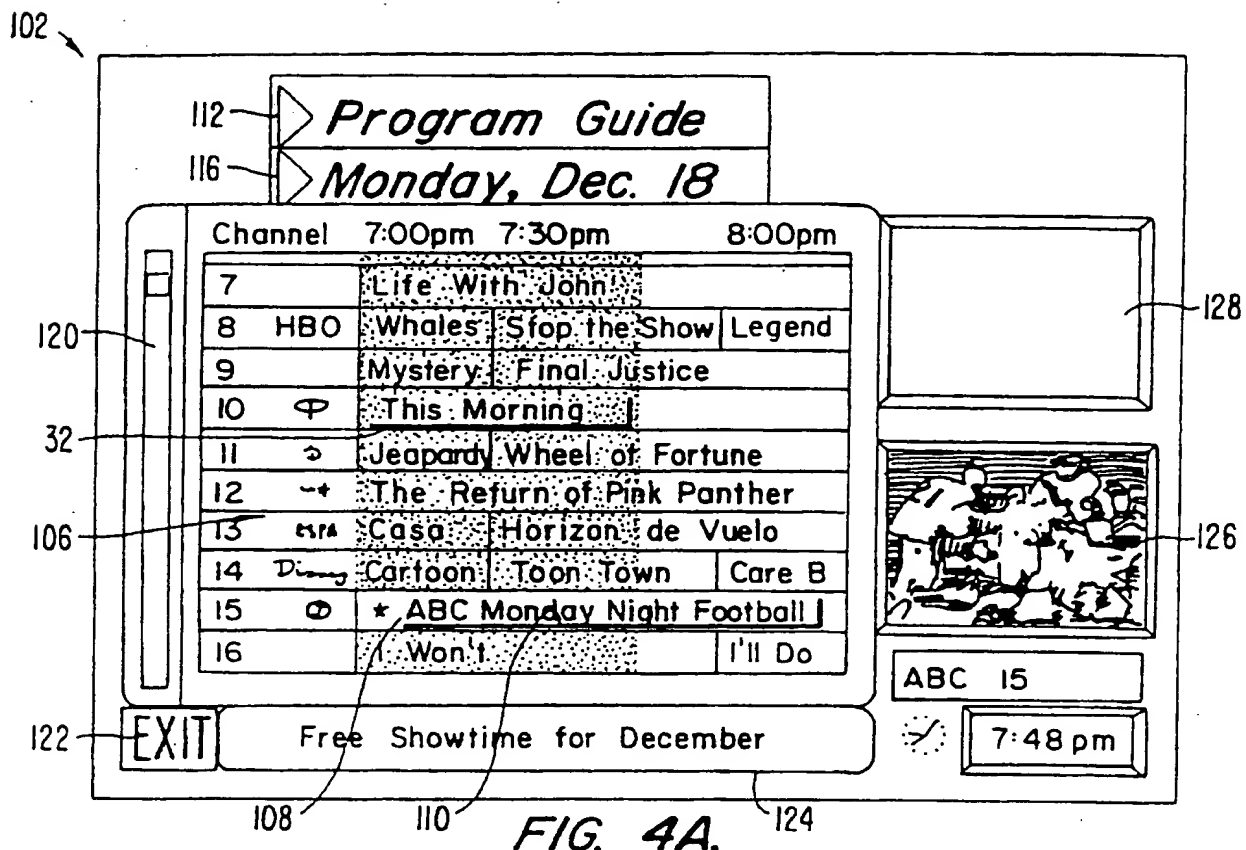 102
112
Program Guide
116
Monday, Dec. 18
Channel 7:00pm 7:30pm 8:00pm
7 Life With John
8 HBO Whales Sfop the Show Legend
128
120
9 Mystery Final Justice
10 This Morning
32
11 Jeapardy Wheel of Fortune
12 The Return of Pink Panther
106
13 ESPA Casa Horizon de Vuelo
126
14 Disney Cartoon Toon Town Care B
15 * ABC Monday Night Football
16 I Won't I'll Do
ABC 15
122
EXIT
Free Showtime for December
7:48 pm
108
110
124
FIG. 4A.